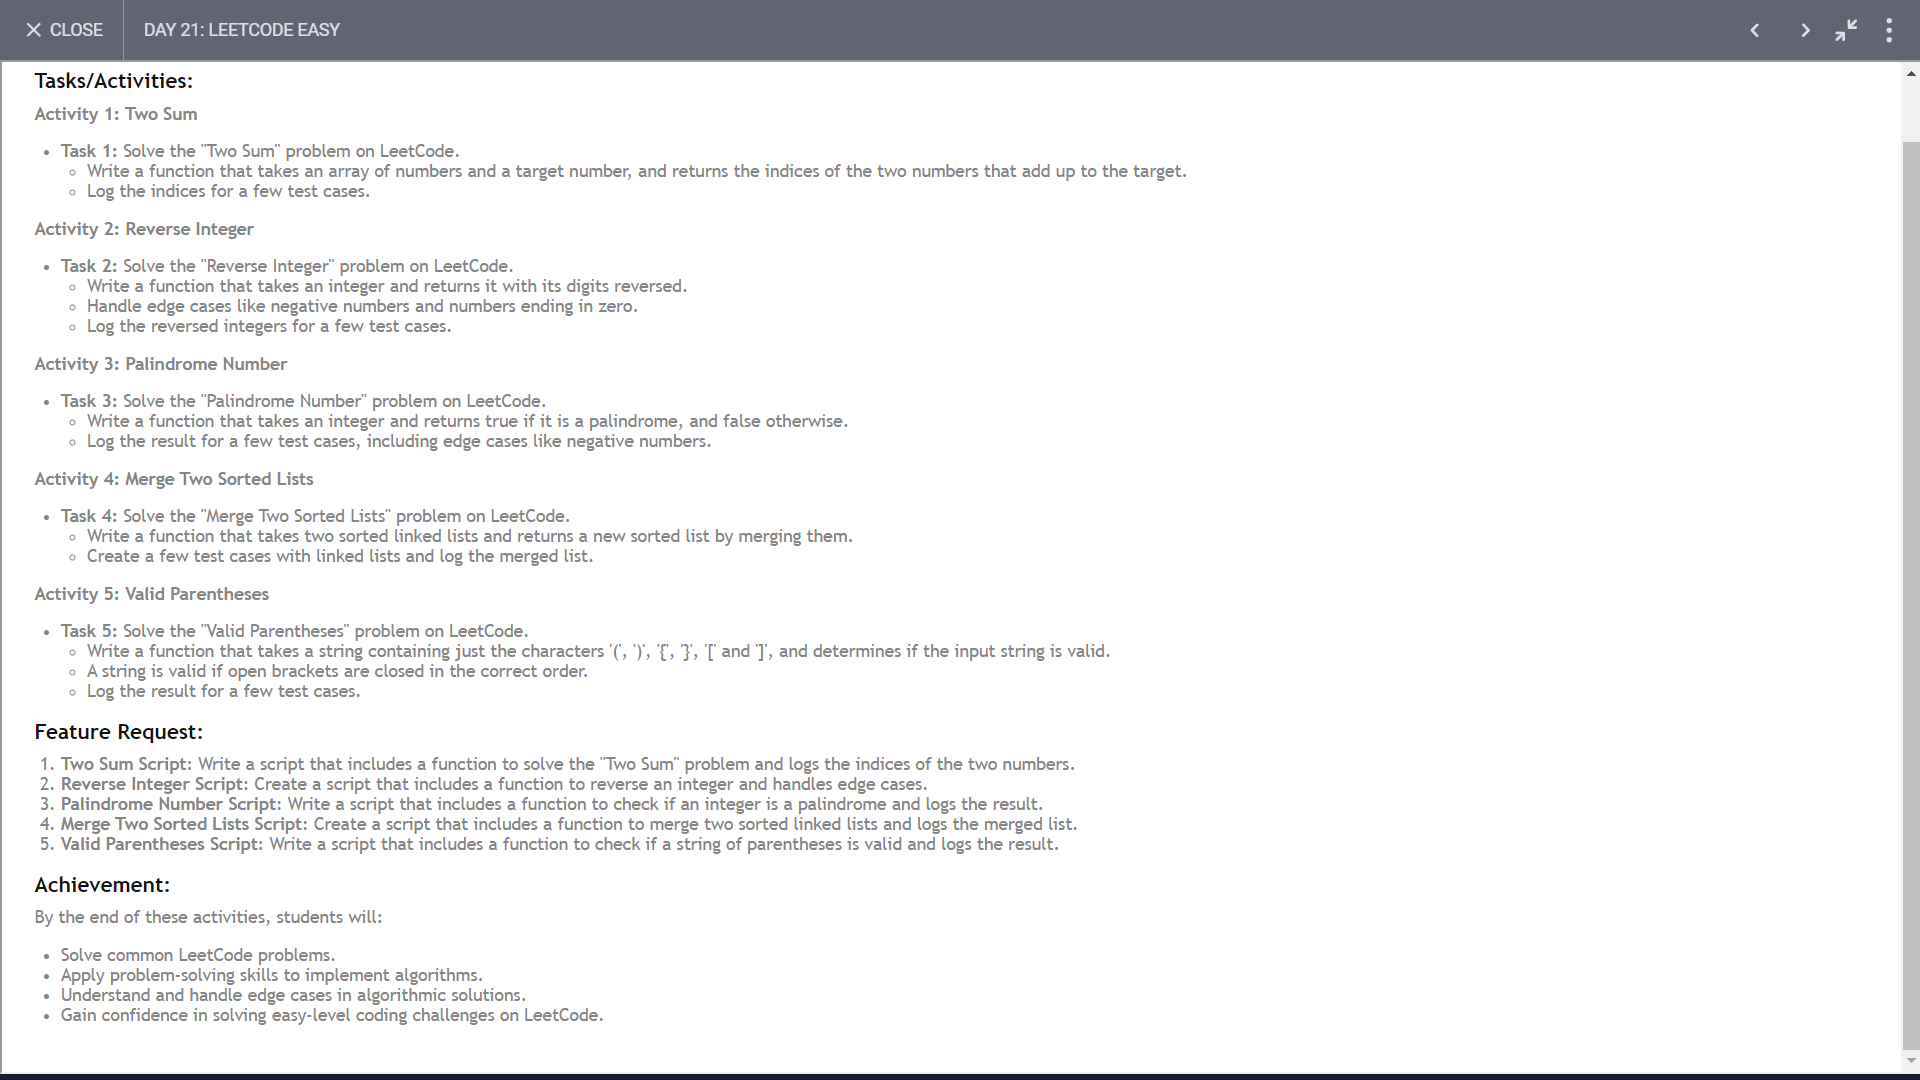 CLOSE
DAY 21: LEETCODE EASY
Tasks/Activities:
Activity 1: Two Sum
• Task 1: Solve the "Two Sum" problem on LeetCode.
◦ Write a function that takes an array of numbers and a target number, and returns the indices of the two numbers that add up to the target.
◦ Log the indices for a few test cases.
Activity 2: Reverse Integer
• Task 2: Solve the "Reverse Integer" problem on LeetCode.
◦ Write a function that takes an integer and returns it with its digits reversed.
◦ Handle edge cases like negative numbers and numbers ending in zero.
◦ Log the reversed integers for a few test cases.
Activity 3: Palindrome Number
• Task 3: Solve the "Palindrome Number" problem on LeetCode.
◦ Write a function that takes an integer and returns true if it is a palindrome, and false otherwise.
◦ Log the result for a few test cases, including edge cases like negative numbers.
Activity 4: Merge Two Sorted Lists
• Task 4: Solve the "Merge Two Sorted Lists" problem on LeetCode.
◦ Write a function that takes two sorted linked lists and returns a new sorted list by merging them.
◦ Create a few test cases with linked lists and log the merged list.
Activity 5: Valid Parentheses
• Task 5: Solve the "Valid Parentheses" problem on LeetCode.
◦ Write a function that takes a string containing just the characters '(', ')', '{', '}', '[' and ']', and determines if the input string is valid.
◦ A string is valid if open brackets are closed in the correct order.
◦ Log the result for a few test cases.
Feature Request:
1. Two Sum Script: Write a script that includes a function to solve the "Two Sum" problem and logs the indices of the two numbers.
2. Reverse Integer Script: Create a script that includes a function to reverse an integer and handles edge cases.
3. Palindrome Number Script: Write a script that includes a function to check if an integer is a palindrome and logs the result.
4. Merge Two Sorted Lists Script: Create a script that includes a function to merge two sorted linked lists and logs the merged list.
5. Valid Parentheses Script: Write a script that includes a function to check if a string of parentheses is valid and logs the result.
Achievement:
By the end of these activities, students will:
• Solve common LeetCode problems.
• Apply problem-solving skills to implement algorithms.
• Understand and handle edge cases in algorithmic solutions.
• Gain confidence in solving easy-level coding challenges on LeetCode.